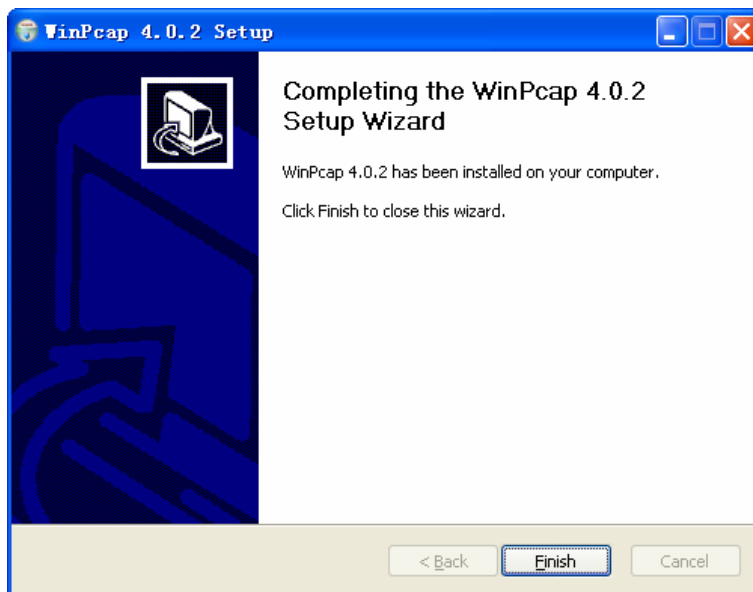 WinPcap 4.0.2 Setup
Completing the WinPcap 4.0.2
Setup Wizard
WinPcap 4.0.2 has been installed on your computer.
Click Finish to close this wizard.
< Back
Finish
Cancel